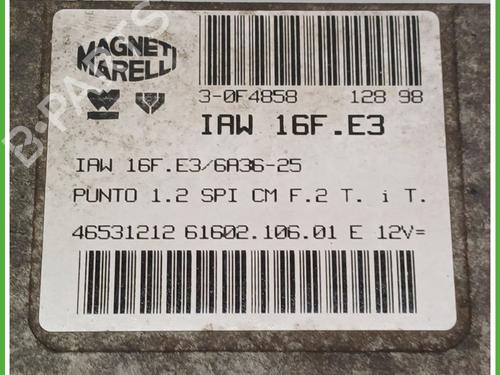 MAGNETI
MARELLI
3-0F4858 128 98
IAW 16F.E3
IAW 16F.E3/6A36-25
PUNTO 1.2 SPI CM F.2 T. i T.
46531212 61602.106.01 E 12V=
B-PARTS